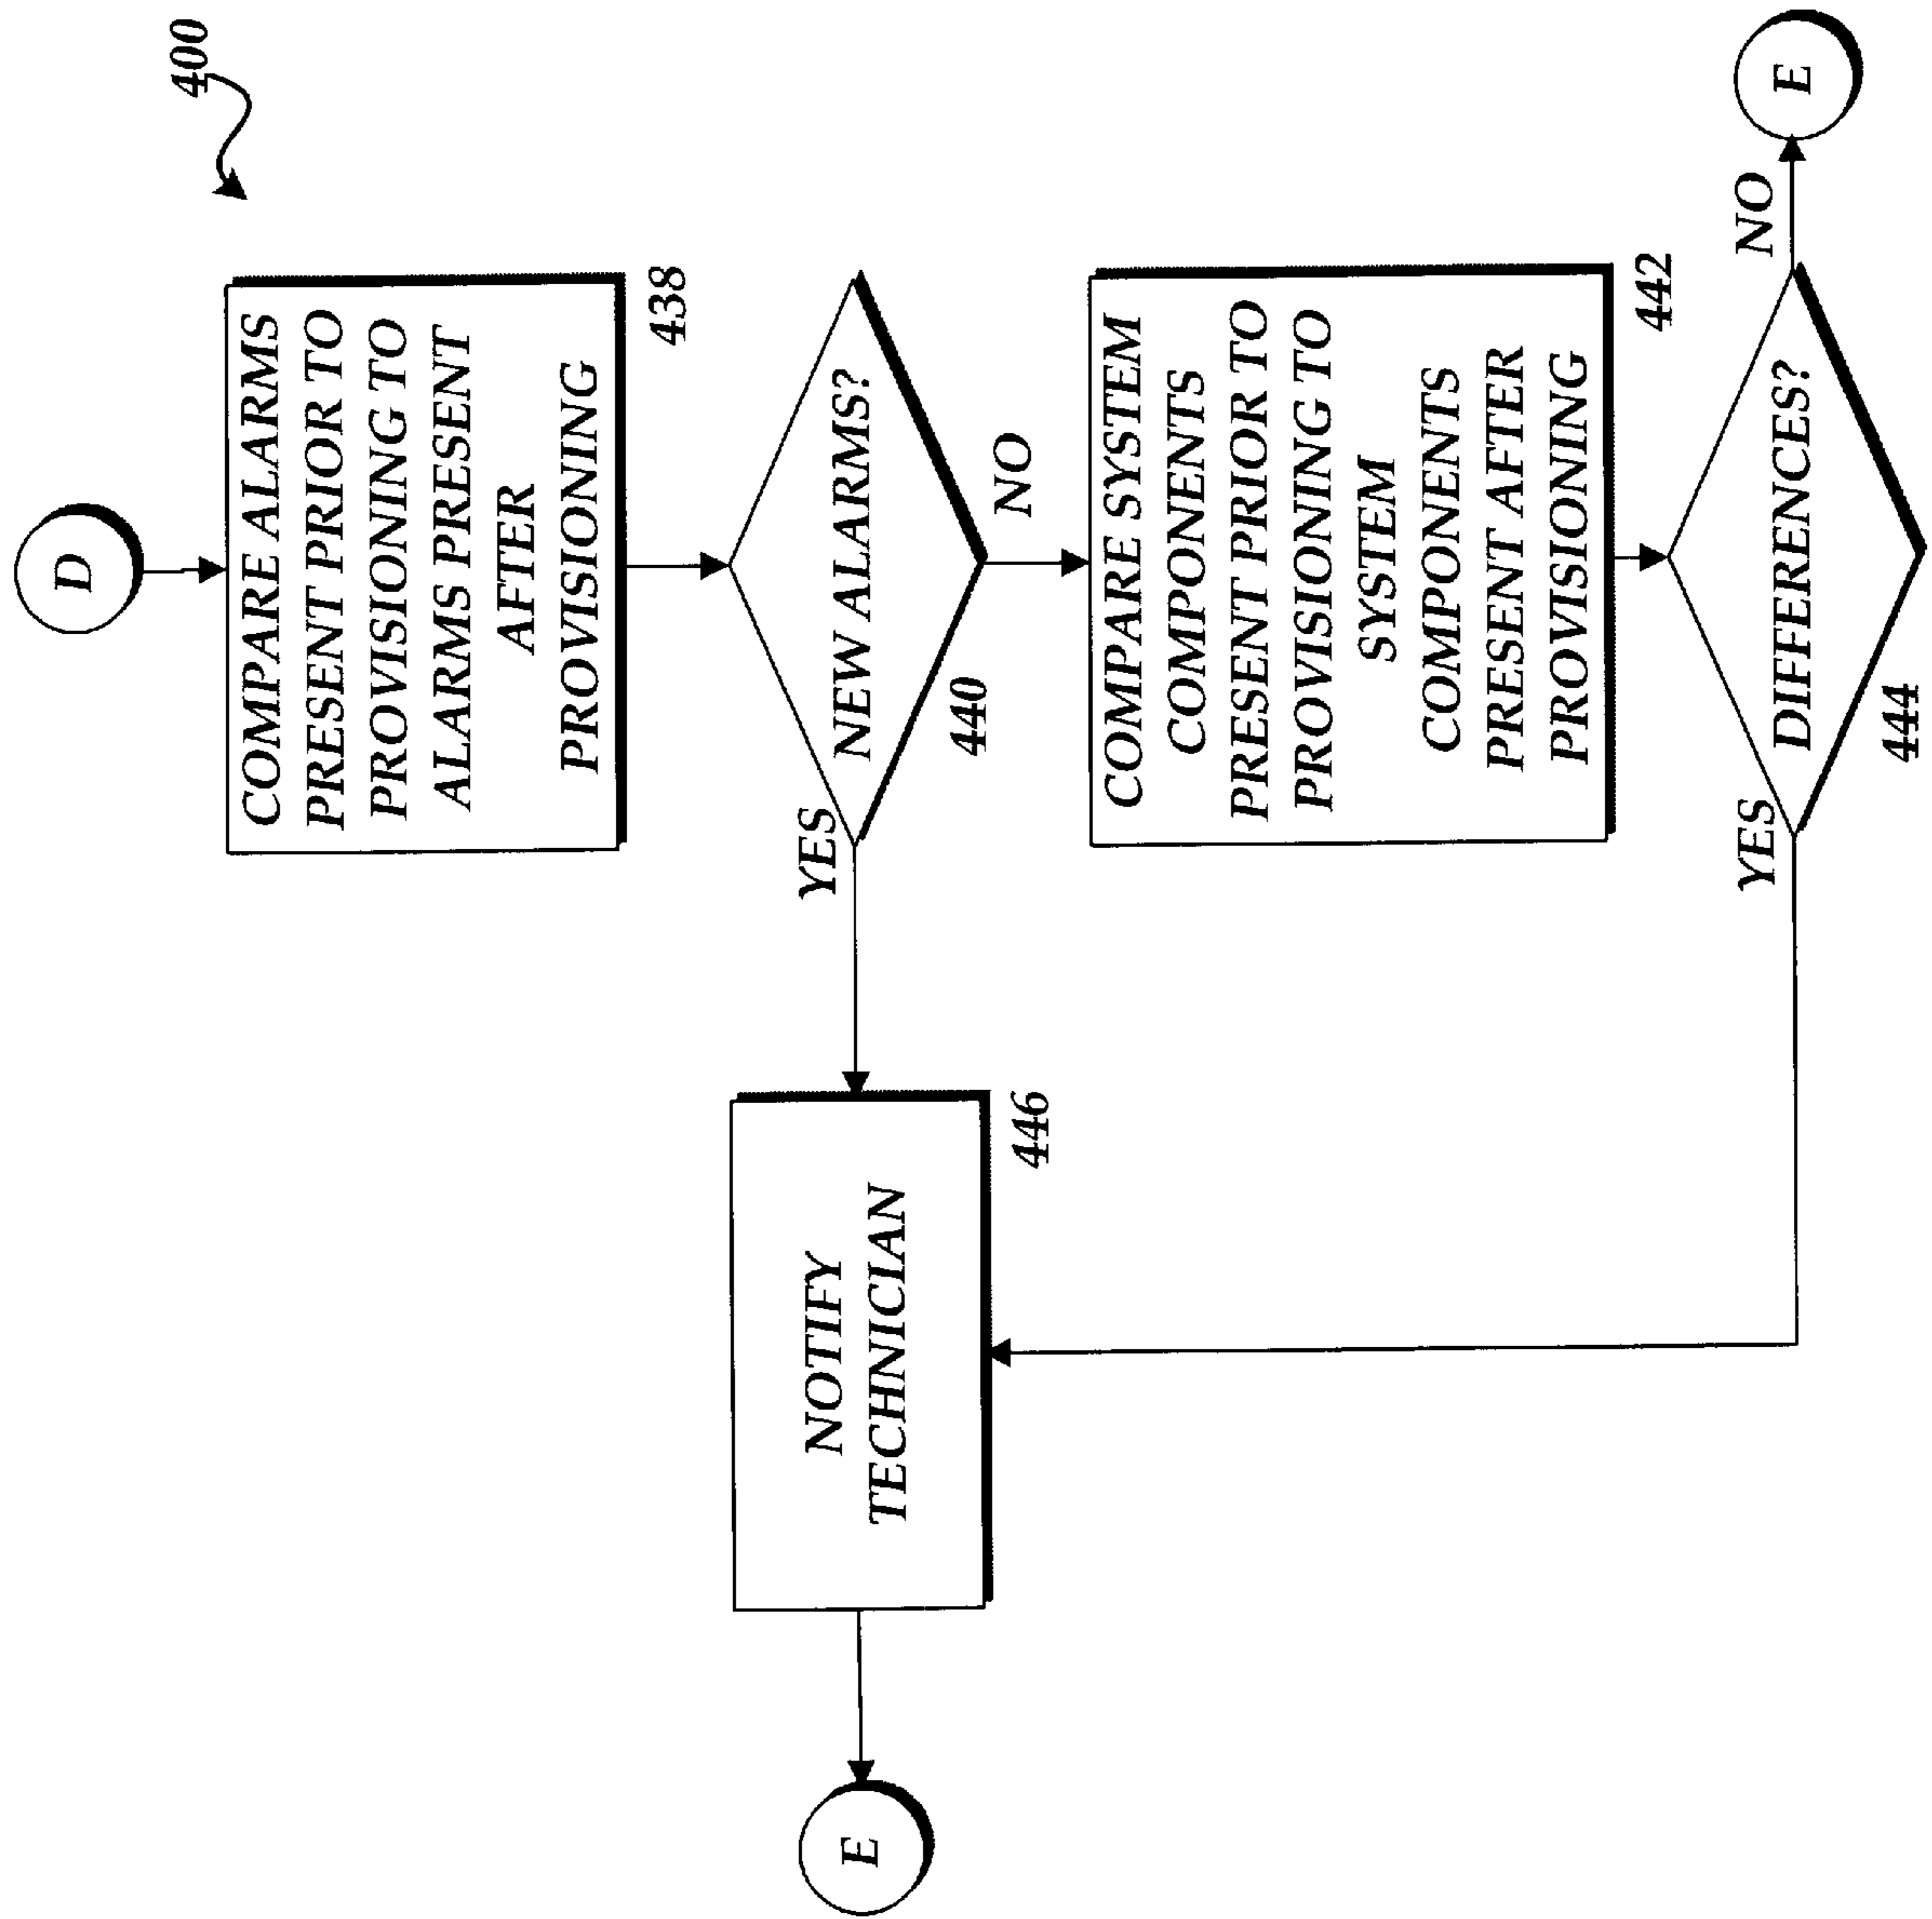 400
D
COMPARE ALARMS
PRESENT PRIOR TO
PROVISIONING TO
ALARMS PRESENT
AFTER
PROVISIONING
438
NEW ALARMS?
440
YES
NO
COMPARE SYSTEM
COMPONENTS
PRESENT PRIOR TO
PROVISIONING TO
SYSTEM
COMPONENTS
PRESENT AFTER
PROVISIONING
442
DIFFERENCES?
444
YES
NO
E
NOTIFY
TECHNICIAN
446
E